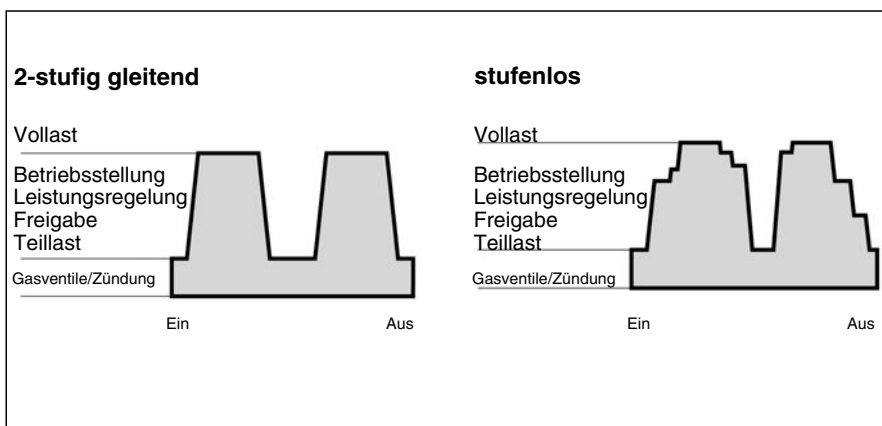 2-stufig gleitend
Vollast
Betriebsstellung
Leistungsregelung
Freigabe
Teillast
Gasventile/Zündung
Ein
Aus
stufenlos
Vollast
Betriebsstellung
Leistungsregelung
Freigabe
Teillast
Gasventile/Zündung
Ein
Aus